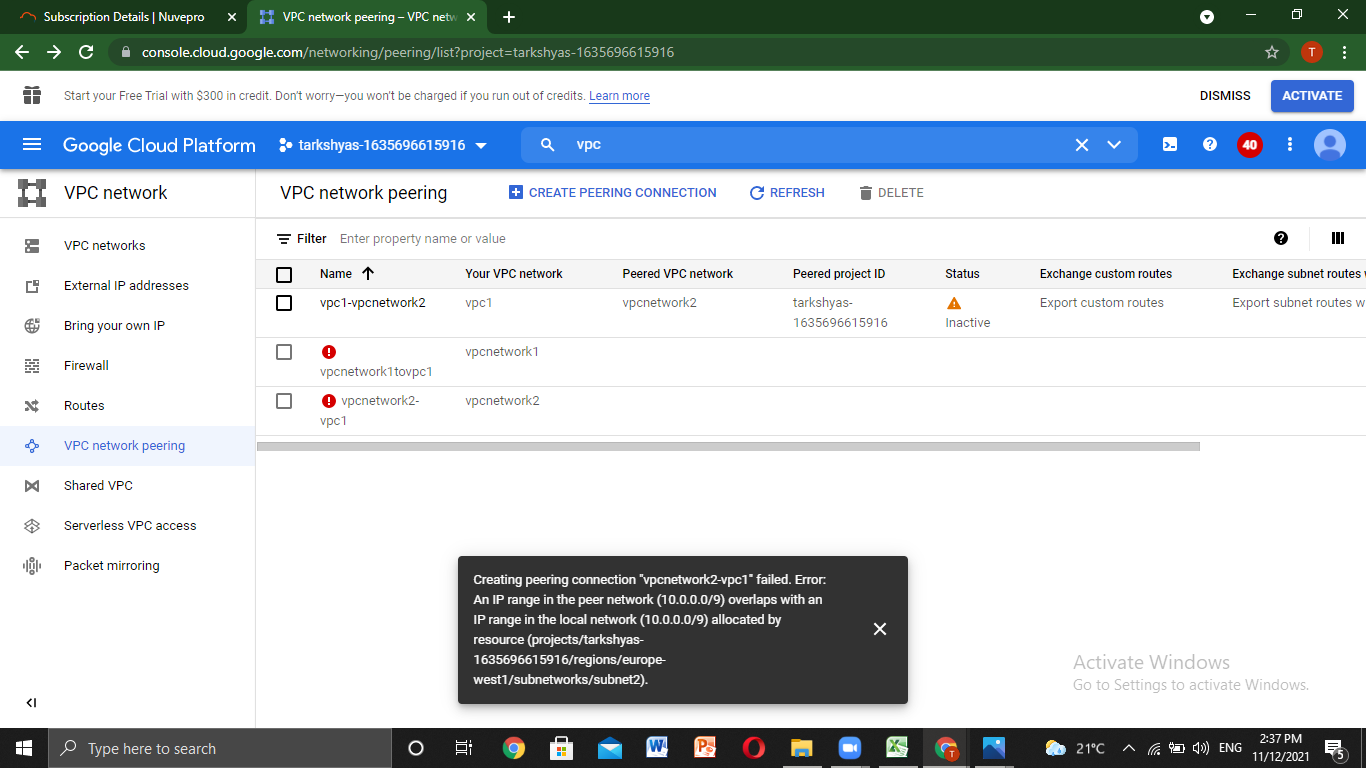 Subscription Details | Nuvepro
VPC network peering – VPC netw
console.cloud.google.com/networking/peering/list?project=tarkshyas-1635696615916
T
Start your Free Trial with $300 in credit. Don't worry—you won't be charged if you run out of credits. Learn more
DISMISS
ACTIVATE
Google Cloud Platform
tarkshyas-1635696615916
vpc
40
VPC network
VPC network peering
CREATE PEERING CONNECTION
REFRESH
DELETE
VPC networks
External IP addresses
Bring your own IP
Firewall
Routes
VPC network peering
Shared VPC
Serverless VPC access
Packet mirroring
Filter Enter property name or value
Name Your VPC network Peered VPC network Peered project ID Status Exchange custom routes Exchange subnet routes w
vpc1-vpcnetwork2 vpc1 vpcnetwork2 tarkshyas- Export custom routes Export subnet routes w
1635696615916 Inactive
vpcnetwork1
vpcnetwork1tovpc1
vpcnetwork2- vpcnetwork2
vpc1
Creating peering connection "vpcnetwork2-vpc1" failed. Error:
An IP range in the peer network (10.0.0.0/9) overlaps with an
IP range in the local network (10.0.0.0/9) allocated by
resource (projects/tarkshyas-
1635696615916/regions/europe-
west1/subnetworks/subnet2).
Activate Windows
Go to Settings to activate Windows.
Type here to search
21°C
ENG
2:37 PM
11/12/2021
5